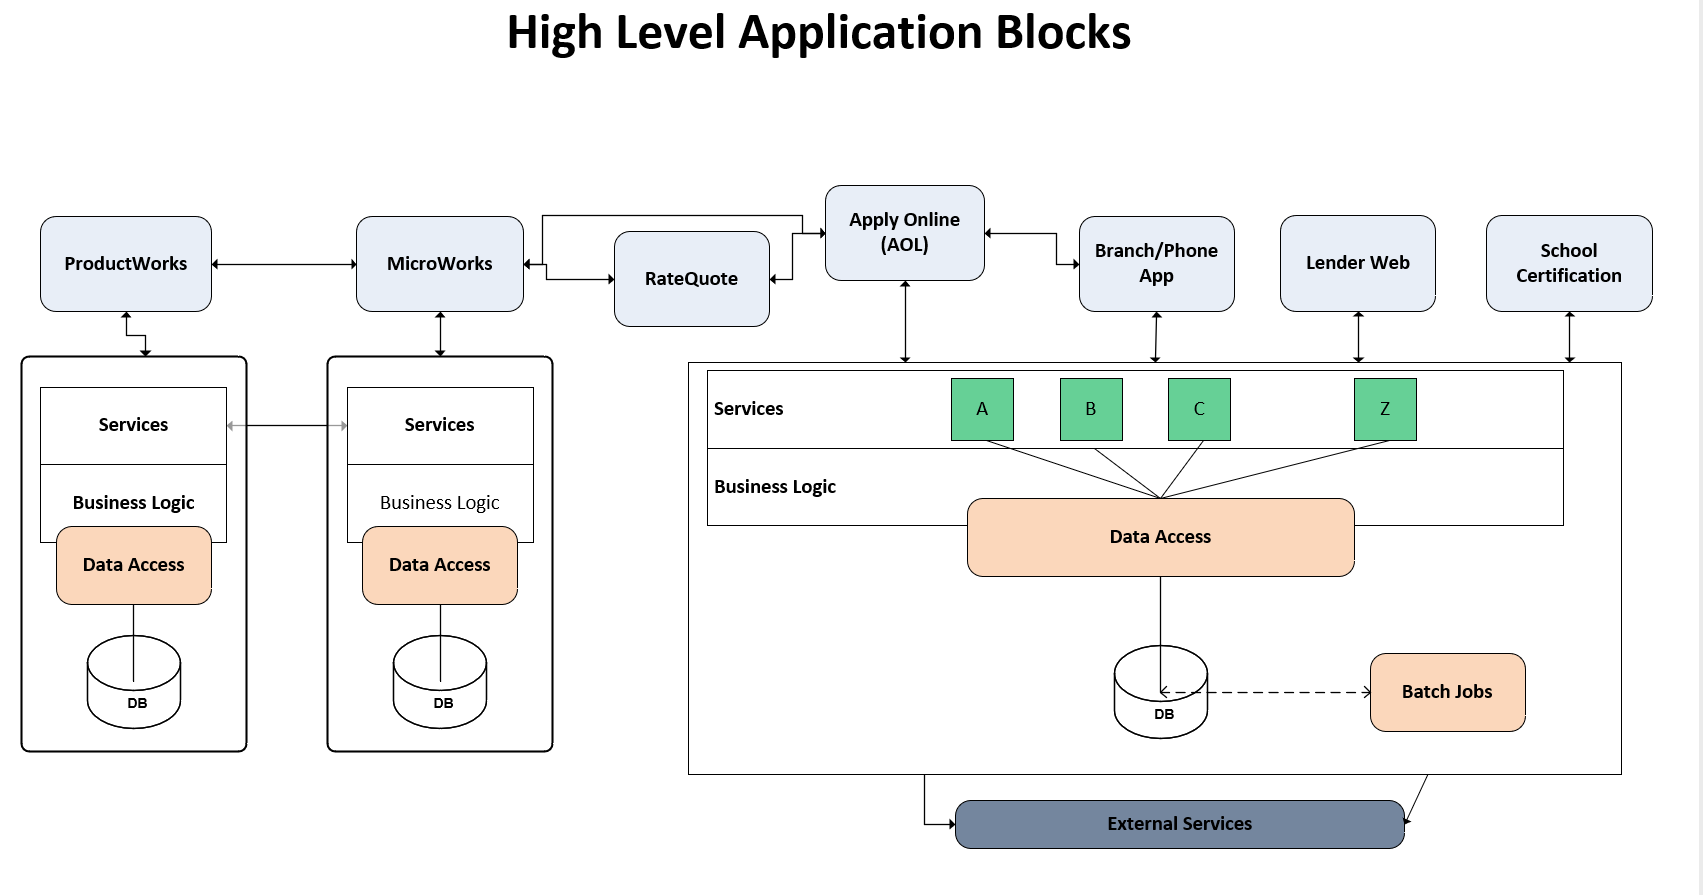 High Level Application Blocks
ProductWorks
MicroWorks
RateQuote
Apply Online
(AOL)
Branch/Phone
App
Lender Web
School
Certification
Services
Business Logic
Data Access
DB
Services
Business Logic
Data Access
DB
Services
A
B
C
Z
Business Logic
Data Access
DB
Batch Jobs
External Services